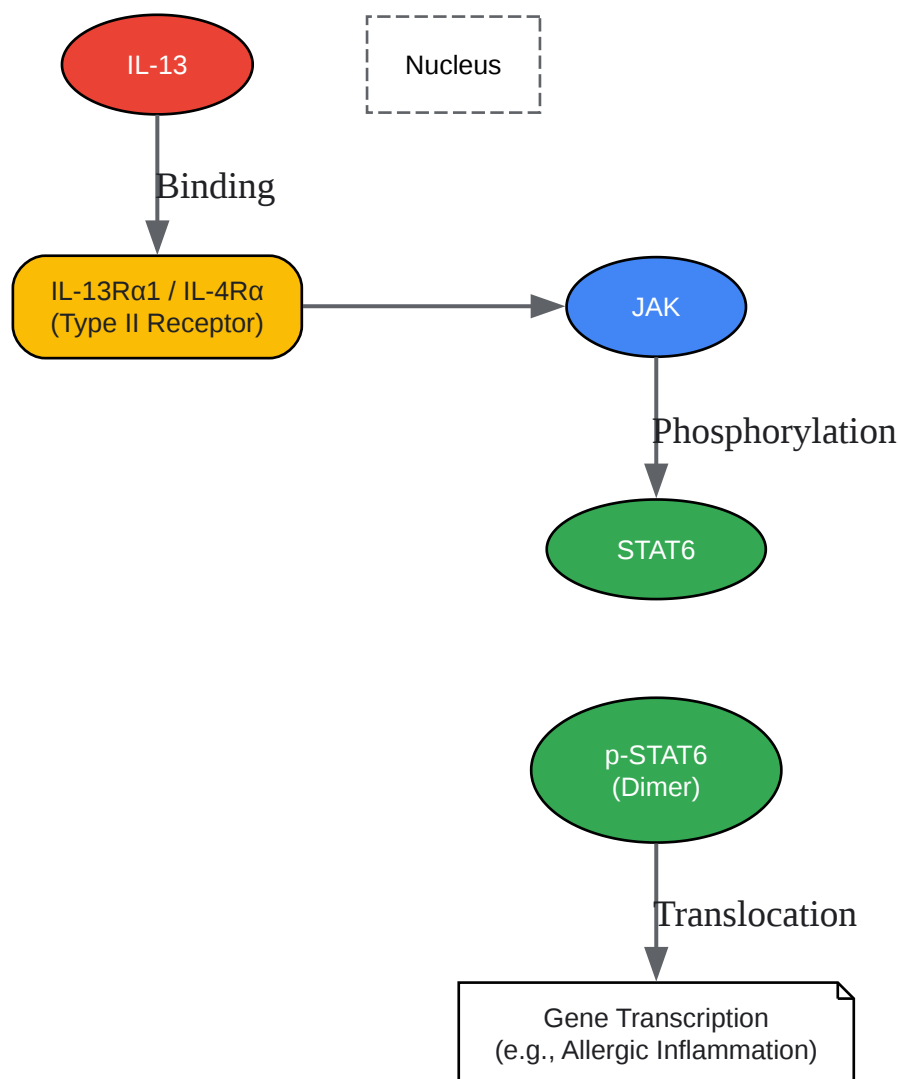 IL-13
Nucleus
Binding
IL-13Rα1 / IL-4Rα
(Type II Receptor)
JAK
Phosphorylation
STAT6
p-STAT6
(Dimer)
Translocation
Gene Transcription
(e.g., Allergic Inflammation)